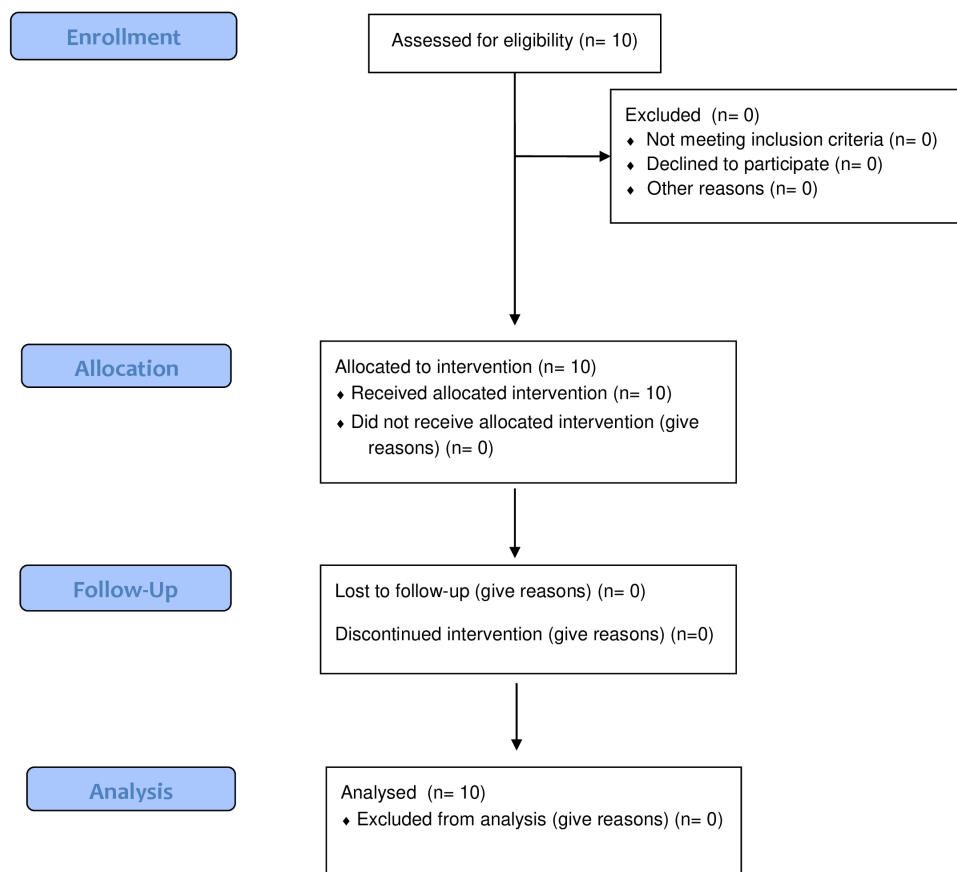 Enrollment
Assessed for eligibility (n= 10)
Excluded (n= 0)
♦ Not meeting inclusion criteria (n= 0)
♦ Declined to participate (n= 0)
♦ Other reasons (n= 0)
Allocation
Allocated to intervention (n= 10)
♦ Received allocated intervention (n= 10)
♦ Did not receive allocated intervention (give
reasons) (n= 0)
Follow-Up
Lost to follow-up (give reasons) (n= 0)
Discontinued intervention (give reasons) (n=0)
Analysis
Analysed (n= 10)
♦ Excluded from analysis (give reasons) (n= 0)